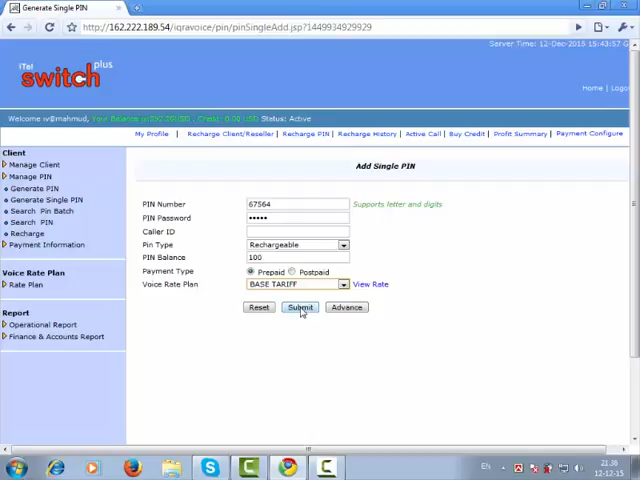 Generate Single PIN
http://162.222.189.54/iqravoice/pin/pinSingleAdd.jsp?1449934929929
Server Time: 12-Dec-2015 15:43:57
iTel
switch plus
Home | Logo
Welcome iv@mahmud, Your Balance is: Credit: 0.00 USD Status: Active
My Profile | Recharge Client/Reseller | Recharge PIN | Recharge History | Active Call | Buy Credit | Profit Summary | Payment Configure
Client
Manage Client
Manage PIN
Generate PIN
Generate Single PIN
Search Pin Batch
Search PIN
Recharge
Payment Information
Voice Rate Plan
Rate Plan
Report
Operational Report
Finance & Accounts Report
Add Single PIN
PIN Number 67564 Supports letter and digits
PIN Password •••••
Caller ID
Pin Type Rechargeable
PIN Balance 100
Payment Type Prepaid Postpaid
Voice Rate Plan BASE TARIFF View Rate
Reset Submit Advance
EN
21:38
12-12-15